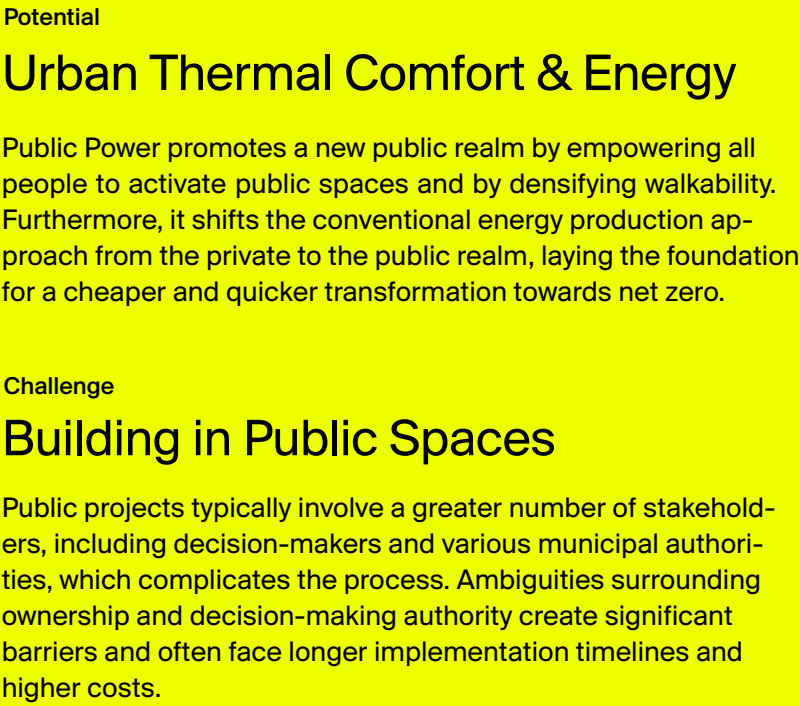 Potential
Urban Thermal Comfort & Energy
Public Power promotes a new public realm by empowering all
people to activate public spaces and by densifying walkability.
Furthermore, it shifts the conventional energy production ap-
proach from the private to the public realm, laying the foundation
for a cheaper and quicker transformation towards net zero.
Challenge
Building in Public Spaces
Public projects typically involve a greater number of stakehold-
ers, including decision-makers and various municipal authori-
ties, which complicates the process. Ambiguities surrounding
ownership and decision-making authority create significant
barriers and often face longer implementation timelines and
higher costs.